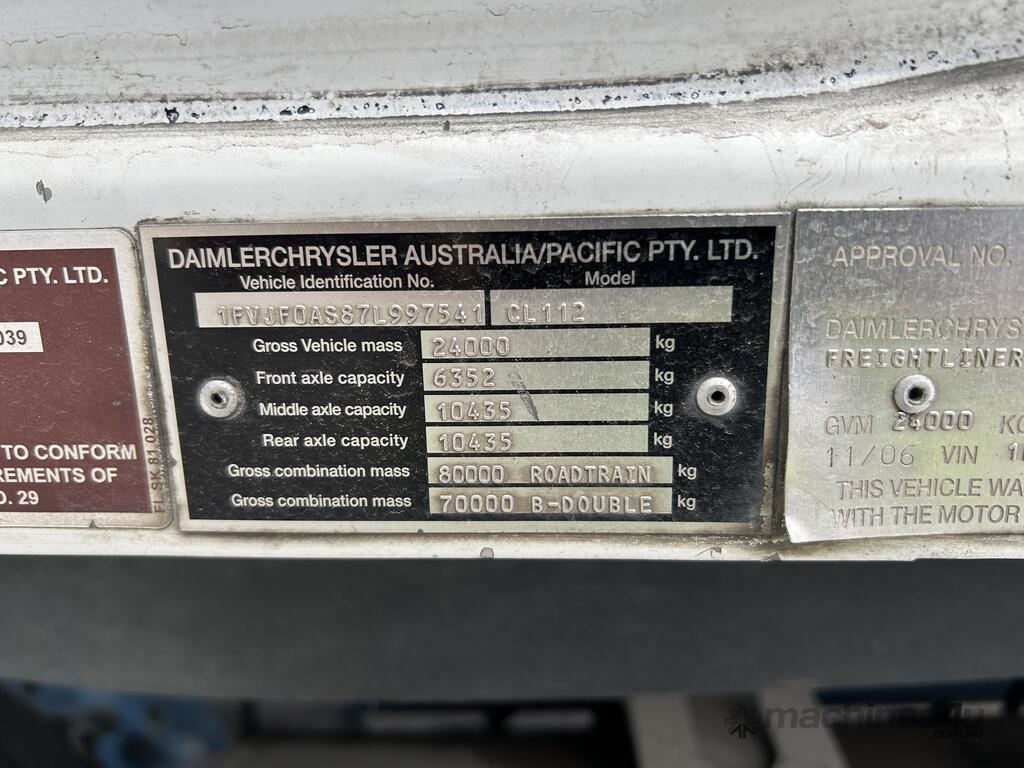 C PTY. LTD.
039
TO CONFORM
REMENTS OF
O. 29
FLSK 81.028
DAIMLERCHRYSLER AUSTRALIA/PACIFIC PTY. LTD.
Vehicle Identification No. Model
1FVJF0AS87L997541 CL112
Gross Vehicle mass 24000 kg
Front axle capacity 6352 kg
Middle axle capacity 10435 kg
Rear axle capacity 10435 kg
Gross combination mass 80000 ROADTRAIN kg
Gross combination mass 70000 B-DOUBLE kg
APPROVAL NO.
DAIMLERCHRYS
FREIGHTLINER
GVM 24000 KG
11/06 VIN 1F
THIS VEHICLE WA
WITH THE MOTOR
machines4u
.com.au